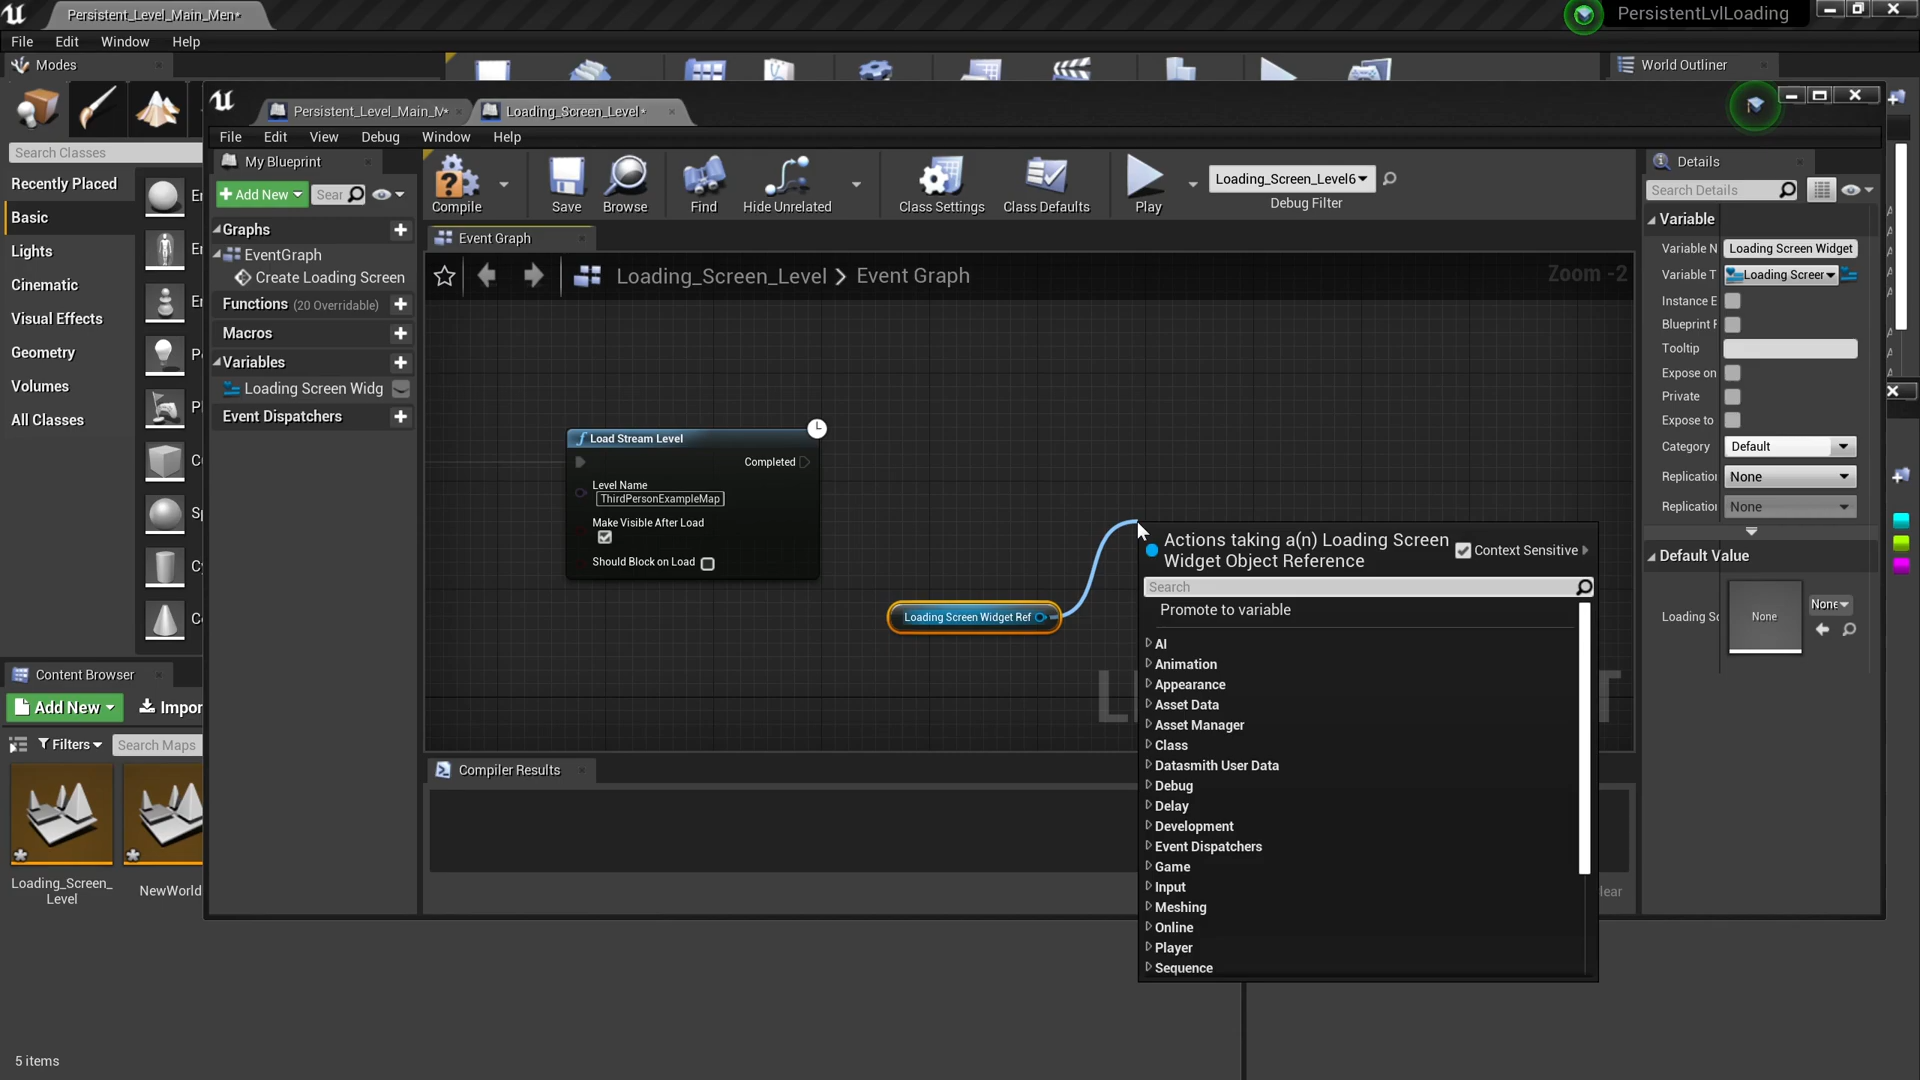 Persistent_Level_Main_Men*
PersistentLvlLoading
File Edit Window Help
Modes
World Outliner
Persistent_Level_Main_M*
Loading_Screen_Level*
File Edit View Debug Window Help
Search Classes
Recently Placed
Basic
Lights
Cinematic
Visual Effects
Geometry
Volumes
All Classes
My Blueprint
Add New
Sear
Graphs
EventGraph
Create Loading Screen
Functions (20 Overridable)
Macros
Variables
Loading Screen Widg
Event Dispatchers
Compile
Save
Browse
Find
Hide Unrelated
Class Settings
Class Defaults
Play
Loading_Screen_Level6
Debug Filter
Event Graph
Loading_Screen_Level > Event Graph
Zoom -2
Load Stream Level
Completed
Level Name
ThirdPersonExampleMap
Make Visible After Load
Should Block on Load
Loading Screen Widget Ref
Actions taking a(n) Loading Screen
Widget Object Reference
Context Sensitive
Search
Promote to variable
AI
Animation
Appearance
Asset Data
Asset Manager
Class
Datasmith User Data
Debug
Delay
Development
Event Dispatchers
Game
Input
Meshing
Online
Player
Sequence
Compiler Results
lear
Details
Search Details
Variable
Variable N Loading Screen Widget
Variable T Loading Screer
Instance E
Blueprint F
Tooltip
Expose on
Private
Expose to
Category Default
Replication None
Replication None
Default Value
Loading Sc
None
None
Content Browser
Add New
Impor
Filters
Search Maps
Loading_Screen_
Level
NewWorld
5 items